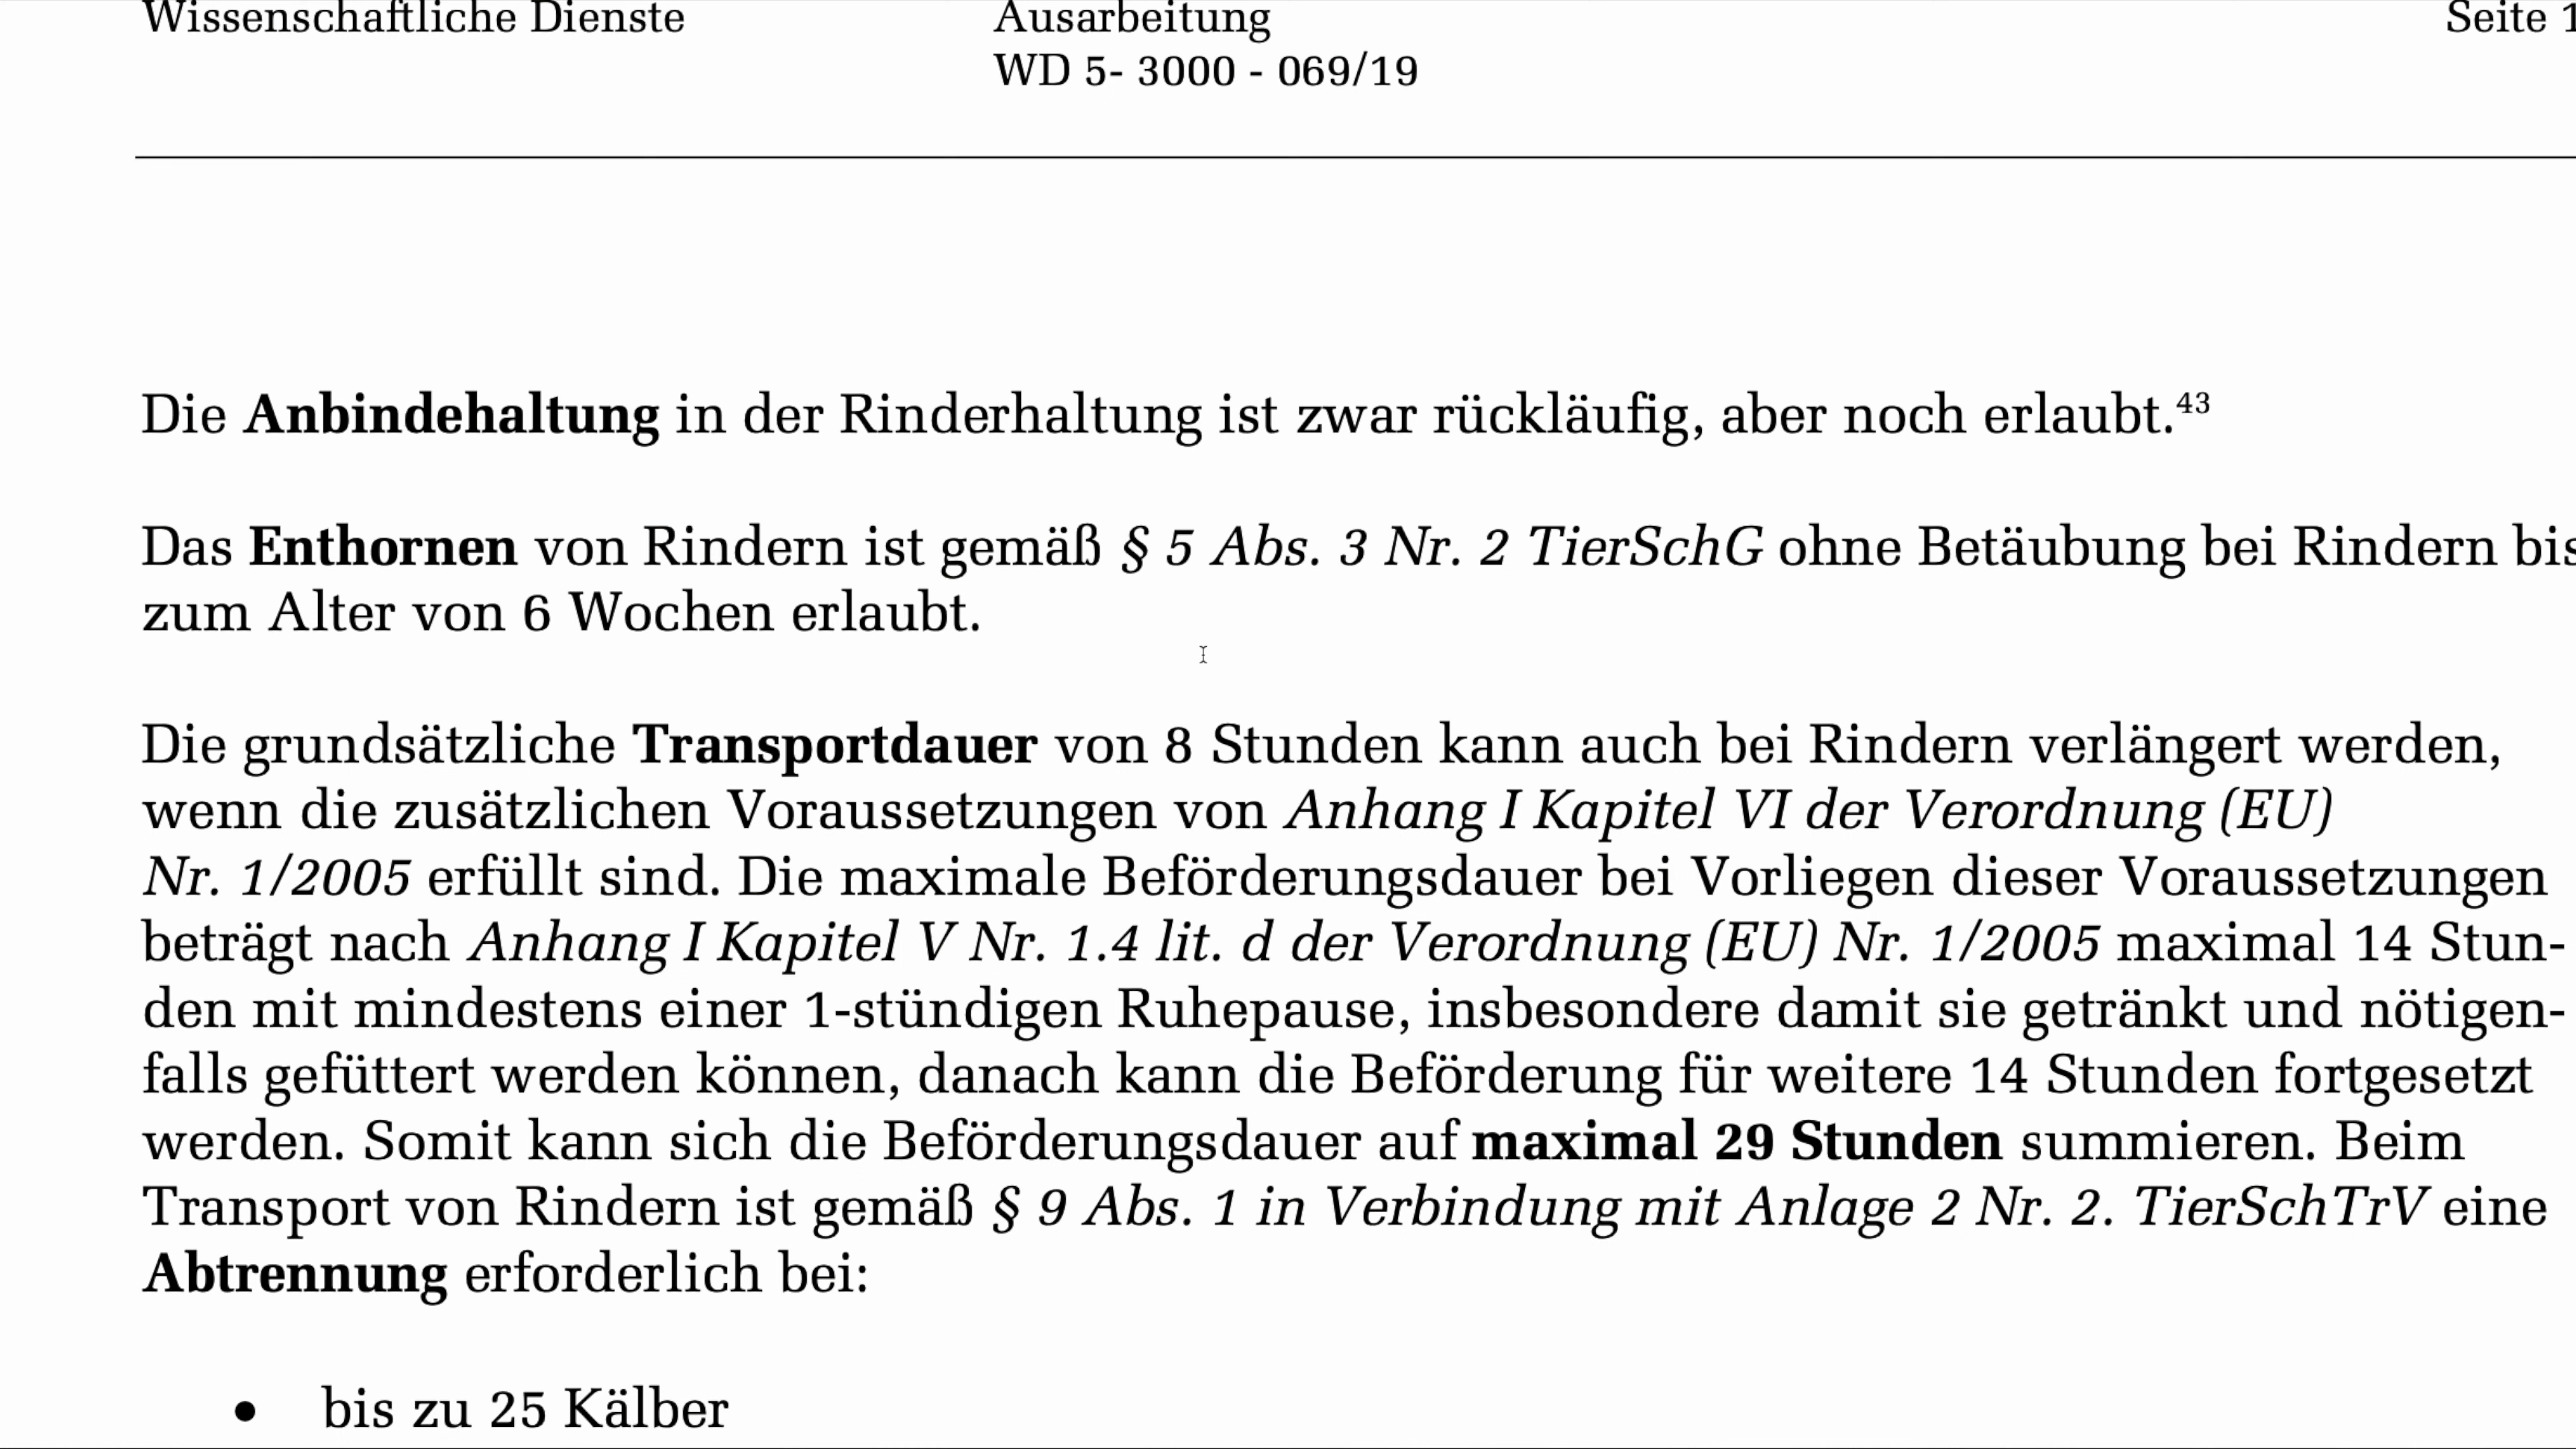 Wissenschaftliche Dienste
Ausarbeitung
Seite 1
WD 5- 3000 - 069/19
Die Anbindehaltung in der Rinderhaltung ist zwar rückläufig, aber noch erlaubt.43
Das Enthornen von Rindern ist gemäß § 5 Abs. 3 Nr. 2 TierSchG ohne Betäubung bei Rindern bis
zum Alter von 6 Wochen erlaubt.
Die grundsätzliche Transportdauer von 8 Stunden kann auch bei Rindern verlängert werden,
wenn die zusätzlichen Voraussetzungen von Anhang I Kapitel VI der Verordnung (EU)
Nr. 1/2005 erfüllt sind. Die maximale Beförderungsdauer bei Vorliegen dieser Voraussetzungen
beträgt nach Anhang I Kapitel V Nr. 1.4 lit. d der Verordnung (EU) Nr. 1/2005 maximal 14 Stun-
den mit mindestens einer 1-stündigen Ruhepause, insbesondere damit sie getränkt und nötigen-
falls gefüttert werden können, danach kann die Beförderung für weitere 14 Stunden fortgesetzt
werden. Somit kann sich die Beförderungsdauer auf maximal 29 Stunden summieren. Beim
Transport von Rindern ist gemäß § 9 Abs. 1 in Verbindung mit Anlage 2 Nr. 2. TierSchTrV eine
Abtrennung erforderlich bei:
• bis zu 25 Kälber